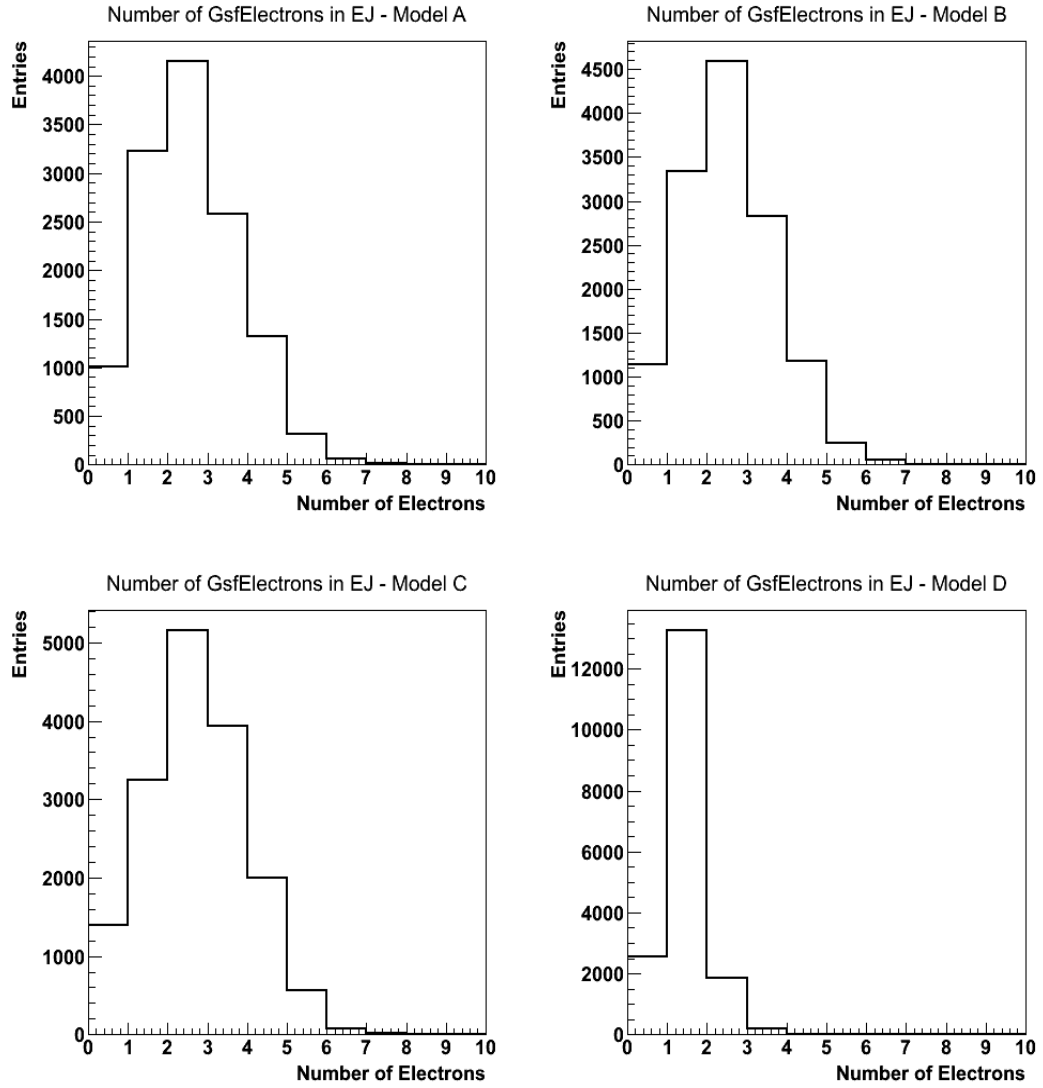 Number of GsfElectrons in EJ - Model A
Entries
4000
3500
3000
2500
2000
1500
1000
500
0
0 1 2 3 4 5 6 7 8 9 10
Number of Electrons
Number of GsfElectrons in EJ - Model B
Entries
4500
4000
3500
3000
2500
2000
1500
1000
500
0
0 1 2 3 4 5 6 7 8 9 10
Number of Electrons
Number of GsfElectrons in EJ - Model C
Entries
5000
4000
3000
2000
1000
0
0 1 2 3 4 5 6 7 8 9 10
Number of Electrons
Number of GsfElectrons in EJ - Model D
Entries
12000
10000
8000
6000
4000
2000
0
0 1 2 3 4 5 6 7 8 9 10
Number of Electrons